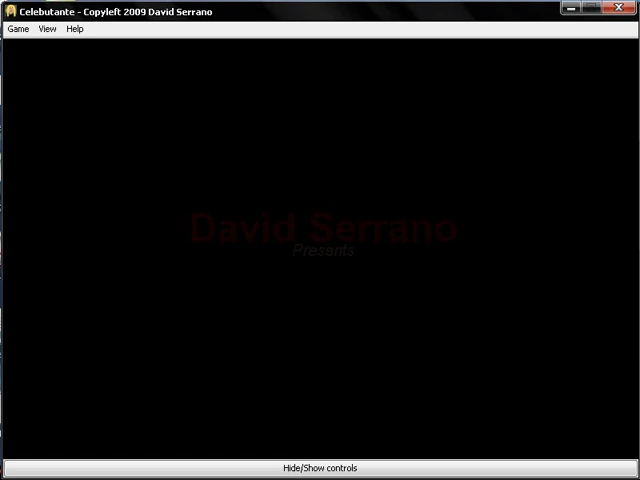 Celebutante - Copyleft 2009 David Serrano
Game View Help
David Serrano
Presents
Hide/Show controls